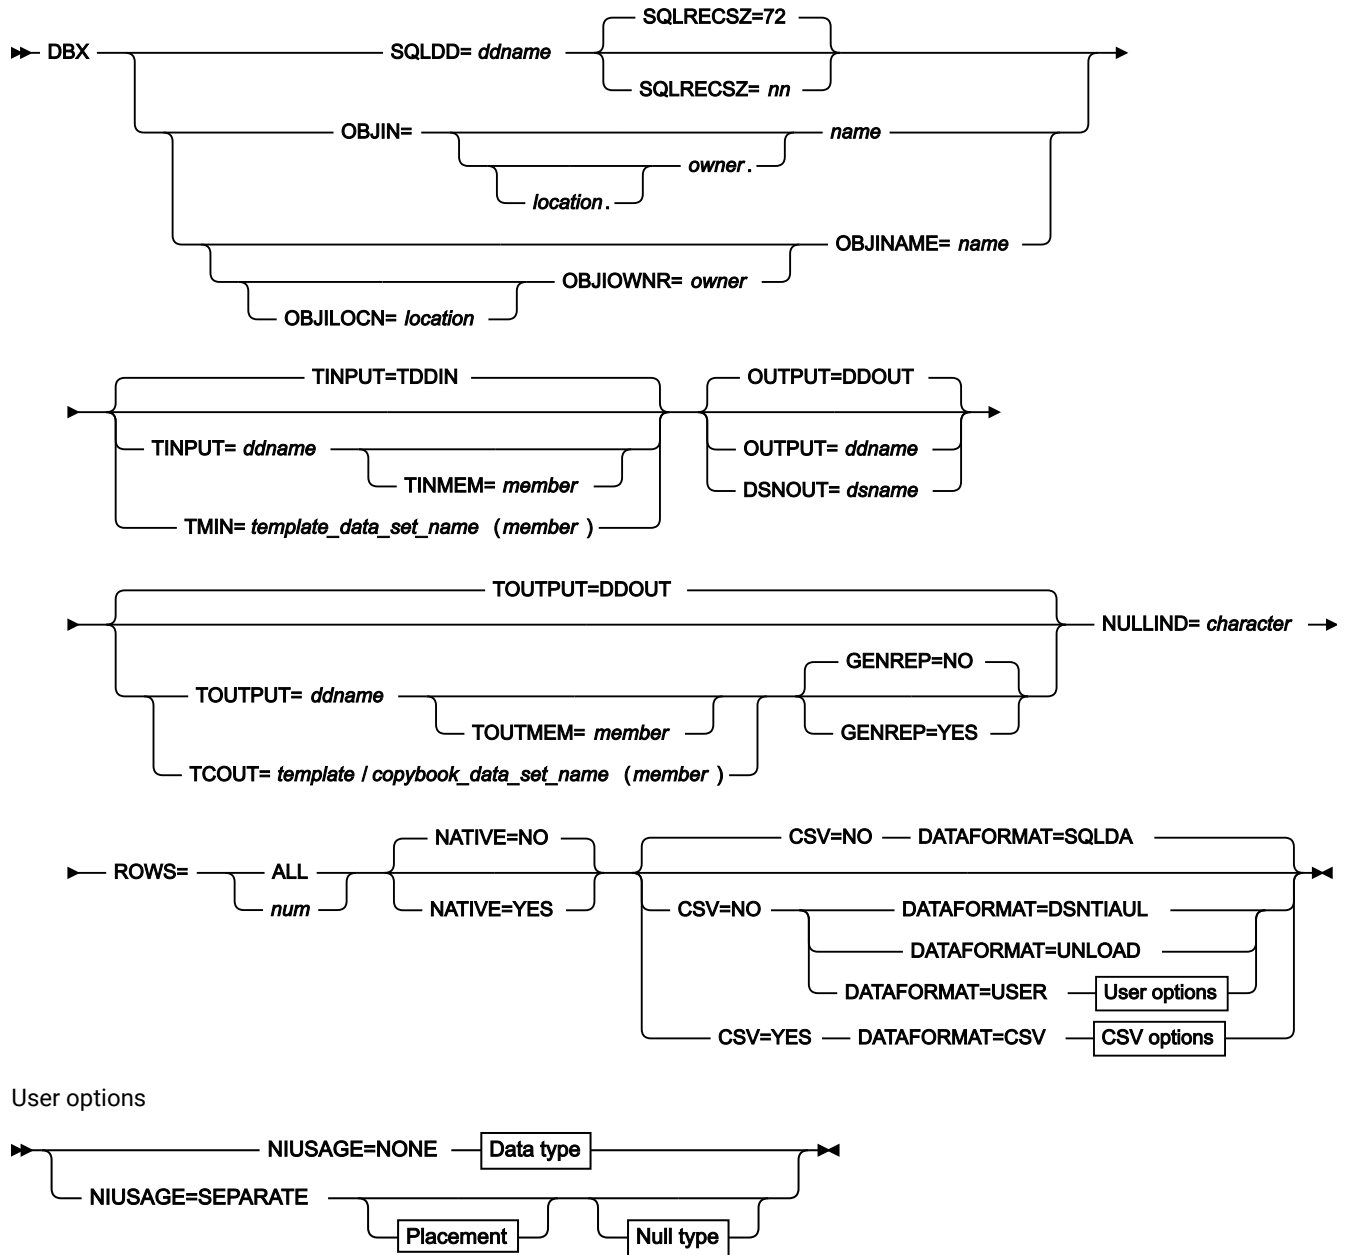 SQLRECSZ=72
DBX SQLDD= ddname
SQLRECSZ= nn
OBJIN= name
owner.
location.
OBJINAME= name
OBJIOWNR= owner
OBJILOCN= location
TINPUT=TDDIN OUTPUT=DDOUT
TINPUT= ddname OUTPUT= ddname
TINMEM= member DSNOUT= dsname
TMIN= template_data_set_name (member )
TOUTPUT=DDOUT
NULLIND= character
GENREP=NO
TOUTPUT= ddname
TOUTMEM= member GENREP=YES
TCOUT= template / copybook_data_set_name (member )
NATIVE=NO CSV=NO DATAFORMAT=SQLDA
ROWS= ALL
num NATIVE=YES CSV=NO DATAFORMAT=DSNTIAUL
DATAFORMAT=UNLOAD
DATAFORMAT=USER User options
CSV=YES DATAFORMAT=CSV CSV options
User options
NIUSAGE=NONE Data type
NIUSAGE=SEPARATE
Placement Null type